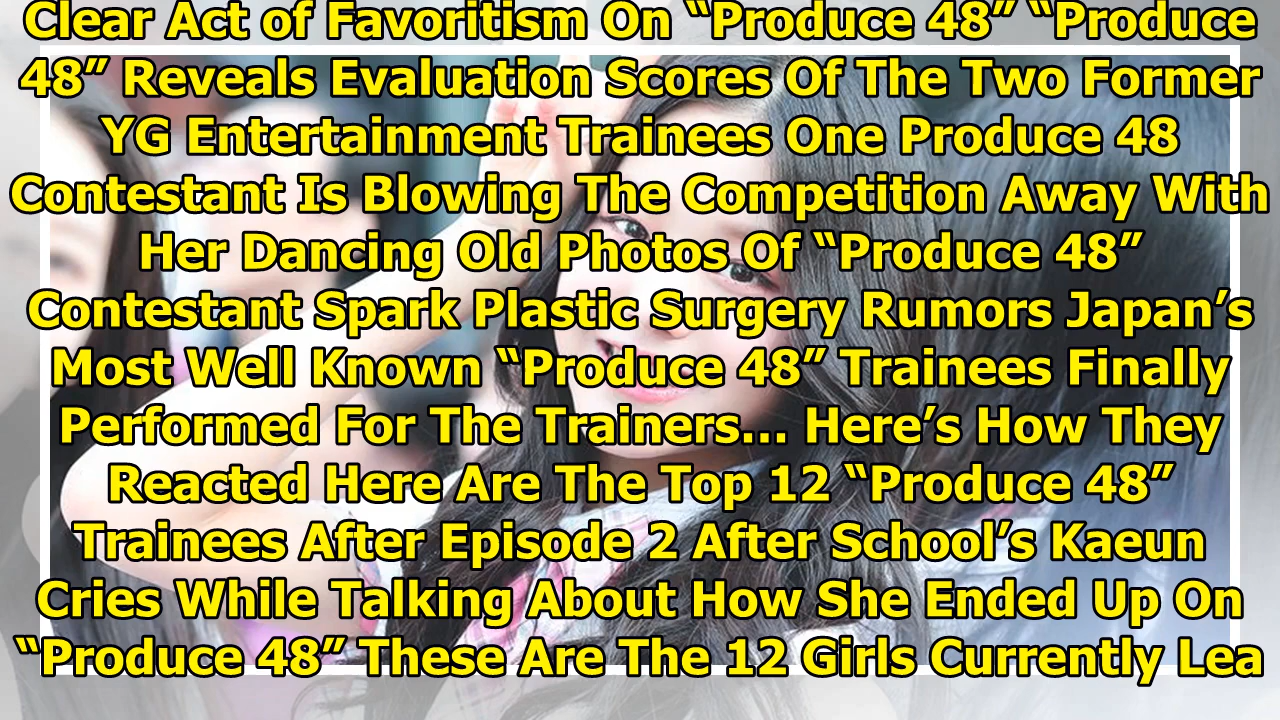 Clear Act of Favoritism On “Produce 48” “Produce
48” Reveals Evaluation Scores Of The Two Former
YG Entertainment Trainees One Produce 48
Contestant Is Blowing The Competition Away With
Her Dancing Old Photos Of “Produce 48”
Contestant Spark Plastic Surgery Rumors Japan’s
Most Well Known “Produce 48” Trainees Finally
Performed For The Trainers... Here’s How They
Reacted Here Are The Top 12 “Produce 48”
Trainees After Episode 2 After School’s Kaeun
Cries While Talking About How She Ended Up On
“Produce 48” These Are The 12 Girls Currently Lea